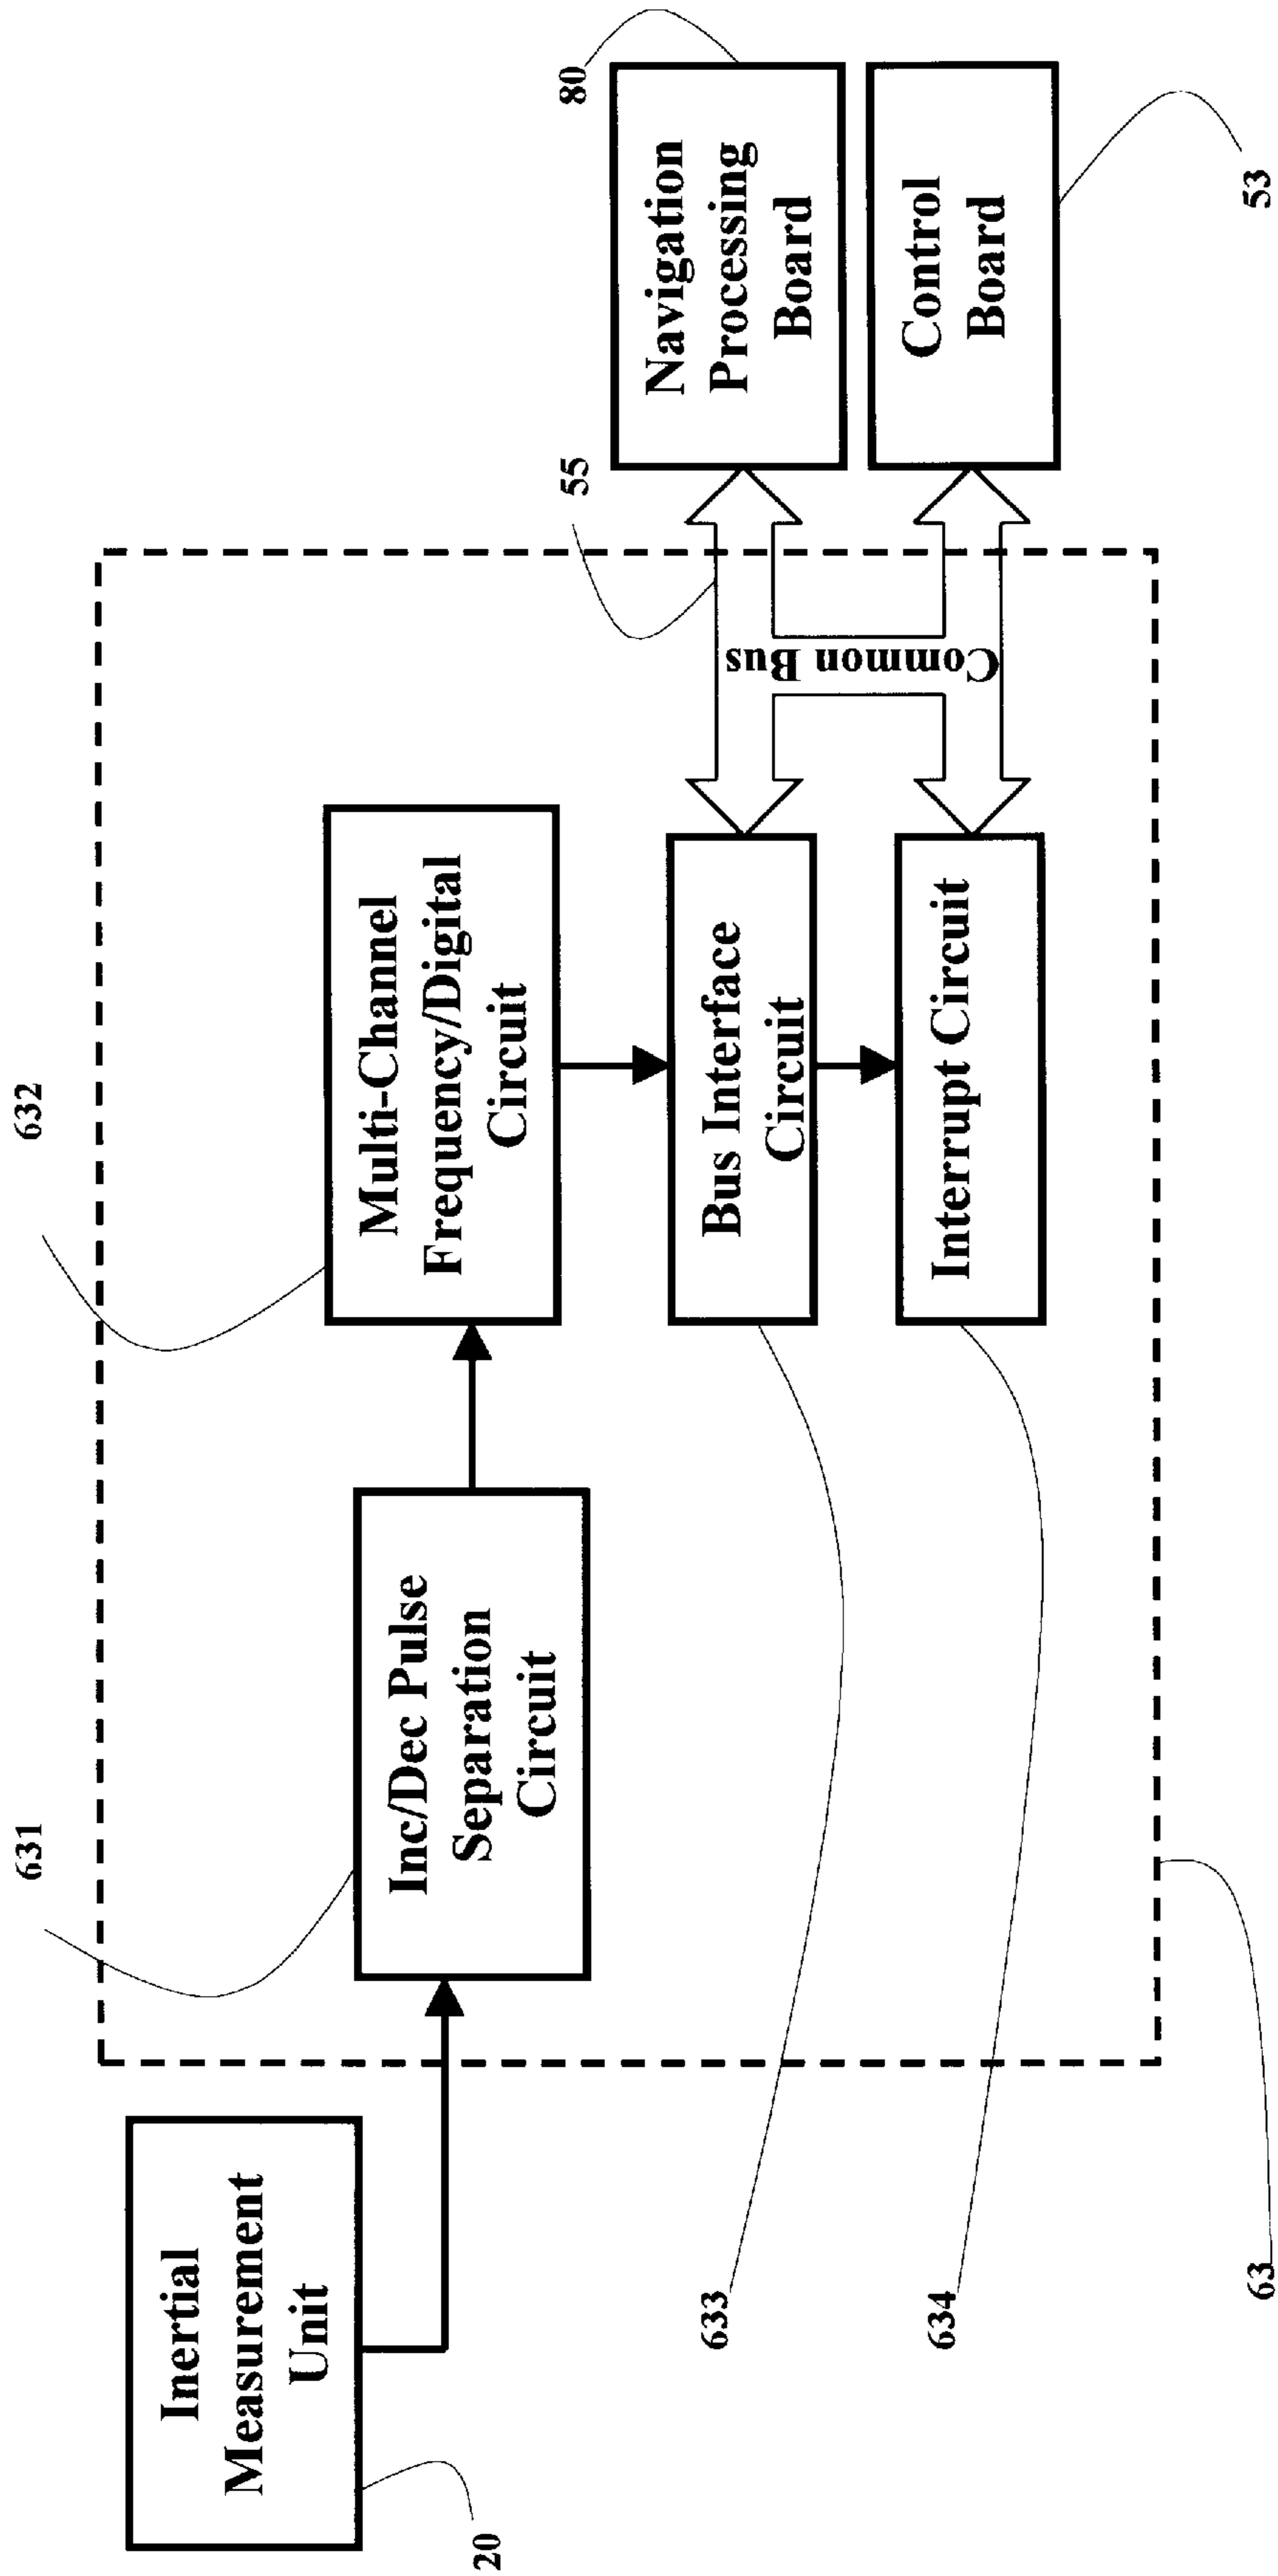 631
632
Inertial
Measurement
Unit
20
Inc/Dec Pulse
Separation
Circuit
Multi-Channel
Frequency/Digital
Circuit
Bus Interface
Circuit
Interrupt Circuit
Common Bus
55
80
Navigation
Processing
Board
Control
Board
53
633
634
63